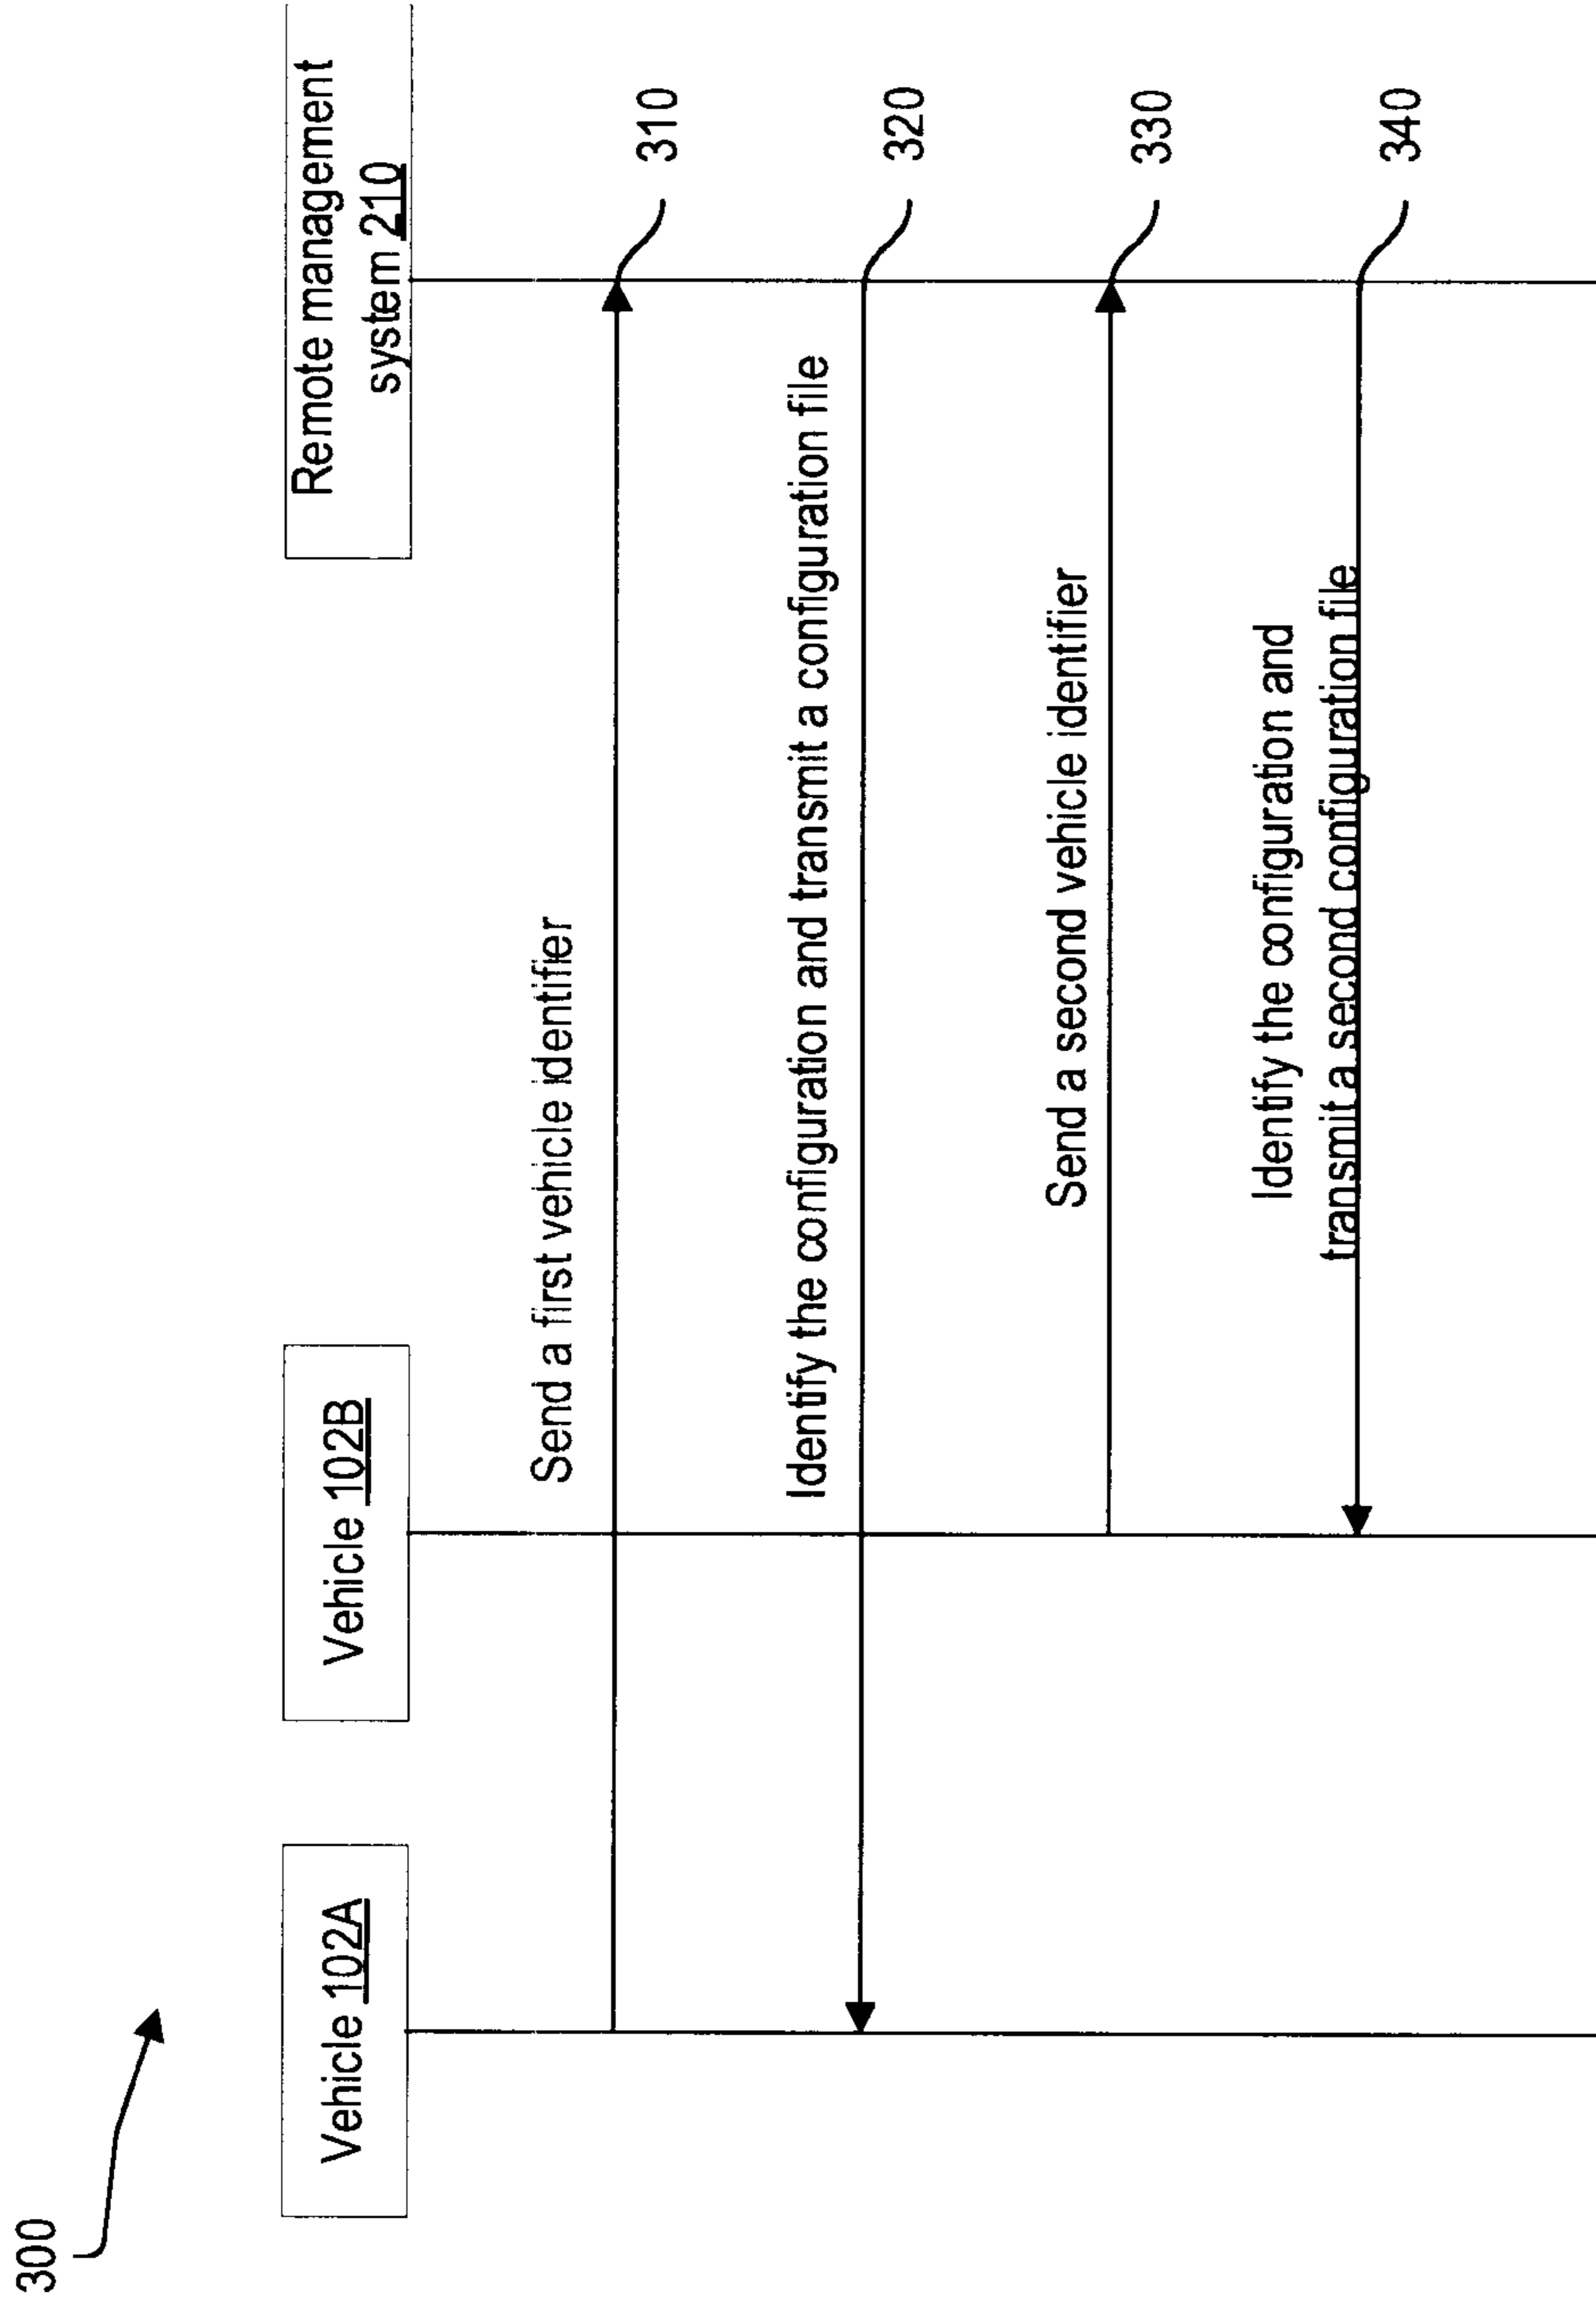 300
Vehicle 102A
Vehicle 102B
Remote management
system 210
Send a first vehicle identifier
310
Identify the configuration and transmit a configuration file
320
Send a second vehicle identifier
330
Identify the configuration and
transmit a second configuration file
340